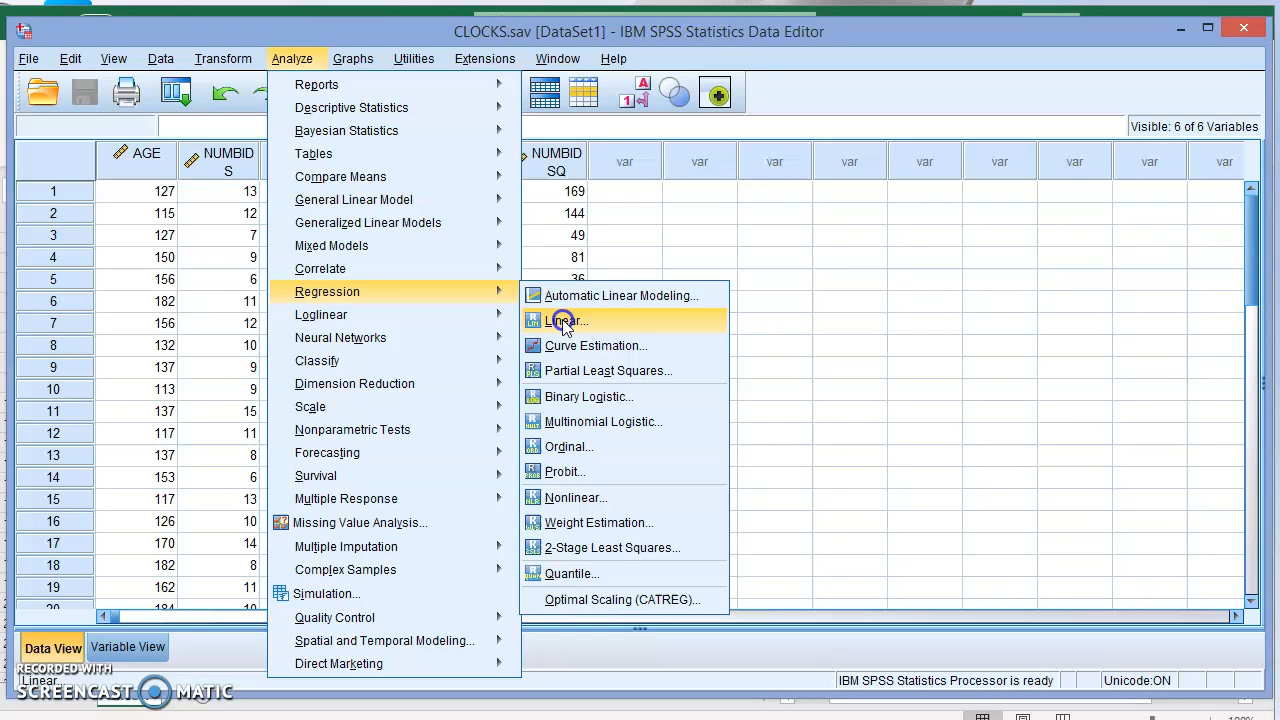 CLOCKS.sav [DataSet1] - IBM SPSS Statistics Data Editor
File Edit View Data Transform Analyze Graphs Utilities Extensions Window Help
Visible: 6 of 6 Variables
AGE NUMBIDS NUMBIDSQ var var var var var var var var var
1 127 13 169
2 115 12 144
3 127 7 49
4 150 9 81
5 156 6 36
6 182 11
7 156 12
8 132 10
9 137 9
10 113 9
11 137 15
12 117 11
13 137 8
14 153 6
15 117 13
16 126 10
17 170 14
18 182 8
19 162 11
20 184 10
Reports
Descriptive Statistics
Bayesian Statistics
Tables
Compare Means
General Linear Model
Generalized Linear Models
Mixed Models
Correlate
Regression
Loglinear
Neural Networks
Classify
Dimension Reduction
Scale
Nonparametric Tests
Forecasting
Survival
Multiple Response
Missing Value Analysis...
Multiple Imputation
Complex Samples
Simulation...
Quality Control
Spatial and Temporal Modeling...
Direct Marketing
Automatic Linear Modeling...
Linear...
Curve Estimation...
Partial Least Squares...
Binary Logistic...
Multinomial Logistic...
Ordinal...
Probit...
Nonlinear...
Weight Estimation...
2-Stage Least Squares...
Quantile...
Optimal Scaling (CATREG)...
Data View Variable View
RECORDED WITH
SCREENCAST MATIC
Linear
IBM SPSS Statistics Processor is ready Unicode:ON
100%